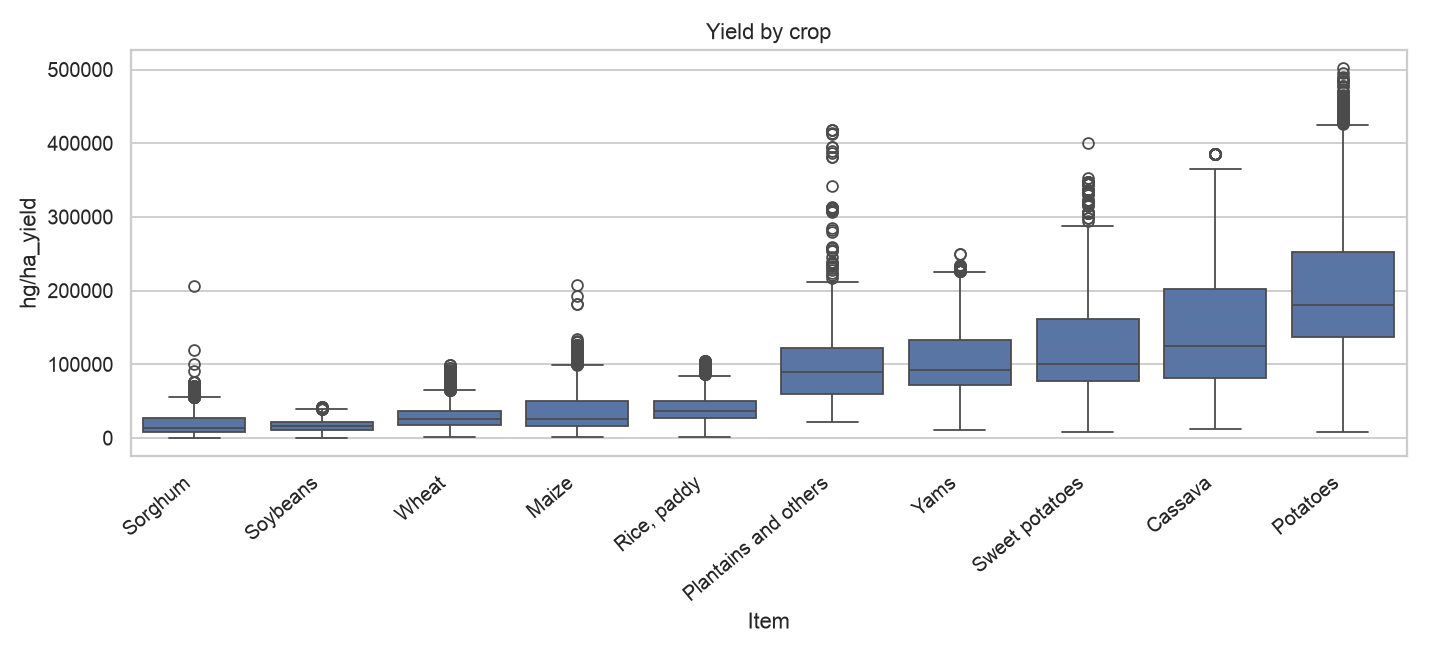 Yield by crop
500000
400000
300000
200000
100000
0
hg/ha_yield
Sorghum
Soybeans
Wheat
Maize
Rice, paddy
Plantains and others
Yams
Sweet potatoes
Cassava
Potatoes
Item